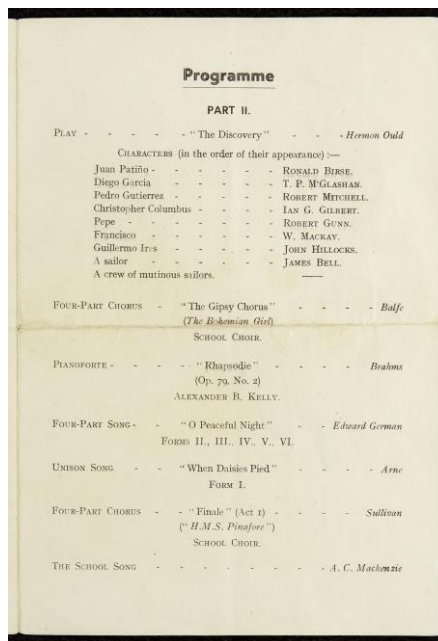 Programme
PART II.
PLAY - - - - - "The Discovery" - - - Hermon Ould
CHARACTERS (in the order of their appearance) :—
Juan Patiño - - - - - - RONALD BIRSE.
Diego Garcia - - - - - T. P. M'GLASHAN.
Pedro Gutierrez - - - - - ROBERT MITCHELL.
Christopher Columbus - - - - IAN G. GILBERT.
Pepe - - - - - - ROBERT GUNN.
Francisco - - - - - W. MACKAY.
Guillermo Ires - - - - - JOHN HILLOCKS.
A sailor - - - - - JAMES BELL.
A crew of mutinous sailors.
FOUR-PART CHORUS - "The Gipsy Chorus" - - - - Balfe
(The Bohemian Girl)
SCHOOL CHOIR.
PIANOFORTE - - - - - "Rhapsodie" - - - - Brahms
(Op. 79, No. 2)
ALEXANDER B. KELLY.
FOUR-PART SONG - - "O Peaceful Night" - - Edward German
FORMS II., III., IV., V., VI.
UNISON SONG - - "When Daisies Pied" - - - - Arne
FORM I.
FOUR-PART CHORUS - - "Finale" (Act 1) - - - - Sullivan
("H.M.S. Pinafore")
SCHOOL CHOIR.
THE SCHOOL SONG - - - - - - - - A. C. Mackenzie